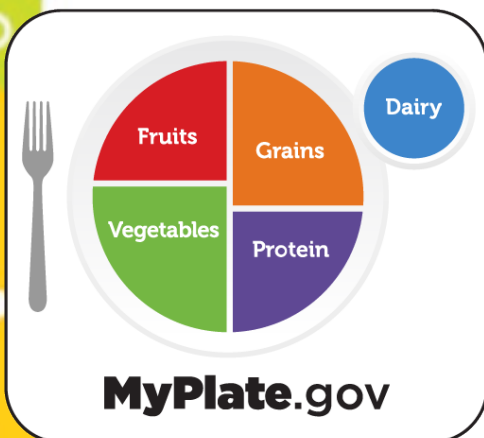 Fruits
Grains
Dairy
Vegetables
Protein
MyPlate.gov